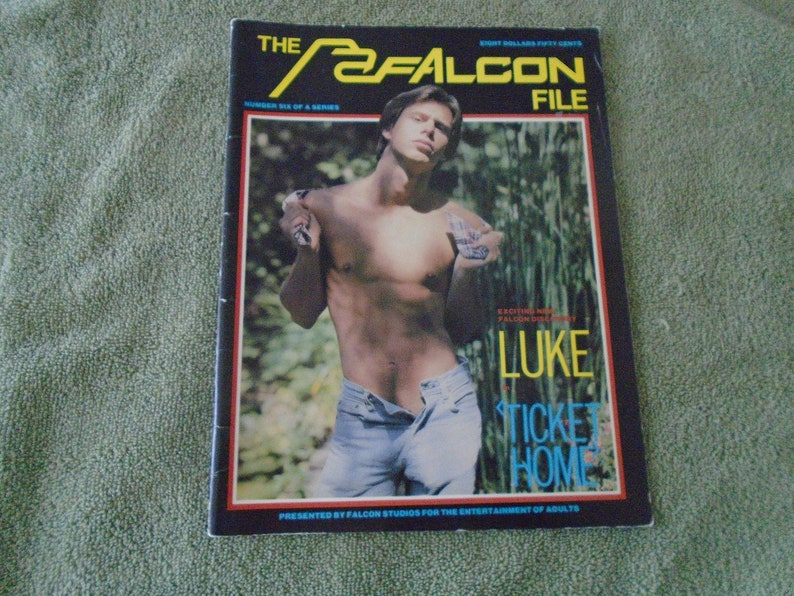 THE FALCON FILE
EIGHT DOLLARS FIFTY CENTS
NUMBER SIX OF A SERIES
EXCITING NEW
FALCON DISCOVERY
LUKE
'TICKET
HOME'
PRESENTED BY FALCON STUDIOS FOR THE ENTERTAINMENT OF ADULTS